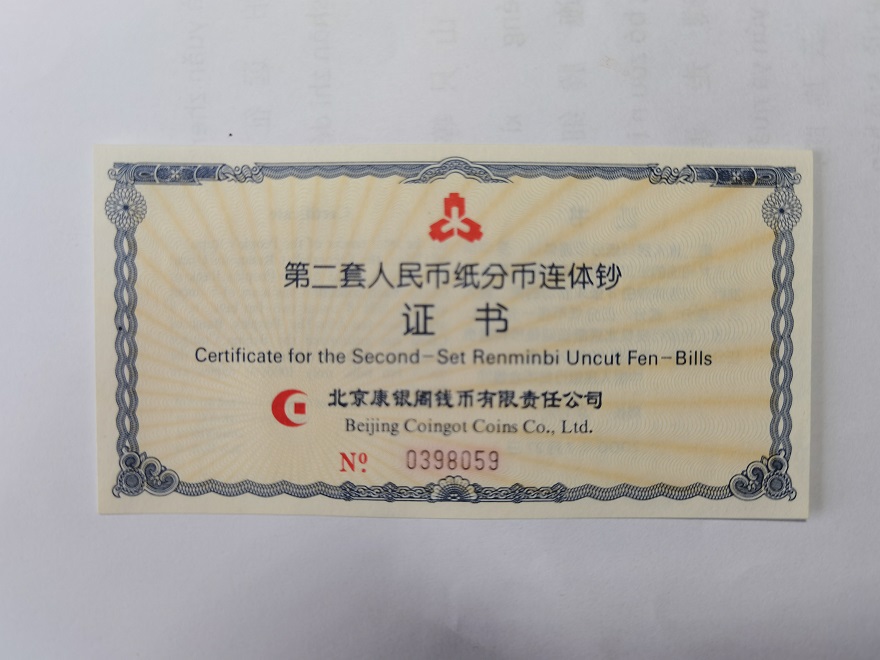 第二套人民币纸分币连体钞
证 书
Certificate for the Second-Set Renminbi Uncut Fen-Bills
北京康银阁钱币有限责任公司
Beijing Coingot Coins Co., Ltd.
Nº 0398059